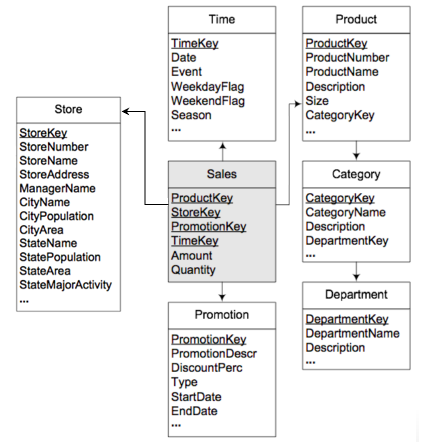 Time
TimeKey
Date
Event
WeekdayFlag
WeekendFlag
Season
...
Product
ProductKey
ProductNumber
ProductName
Description
Size
CategoryKey
...
Store
StoreKey
StoreNumber
StoreName
StoreAddress
ManagerName
CityName
CityPopulation
CityArea
StateName
StatePopulation
StateArea
StateMajorActivity
...
Sales
ProductKey
StoreKey
PromotionKey
TimeKey
Amount
Quantity
Category
CategoryKey
CategoryName
Description
DepartmentKey
...
Promotion
PromotionKey
PromotionDescr
DiscountPerc
Type
StartDate
EndDate
...
Department
DepartmentKey
DepartmentName
Description
...